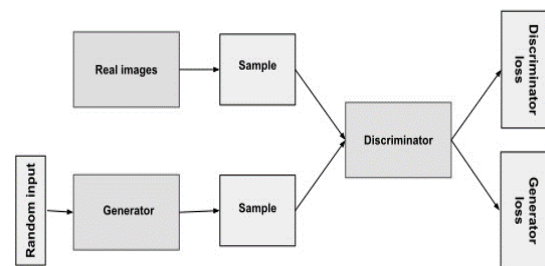 Real images
Sample
Discriminator
loss
Discriminator
Random input
Generator
Sample
Generator
loss